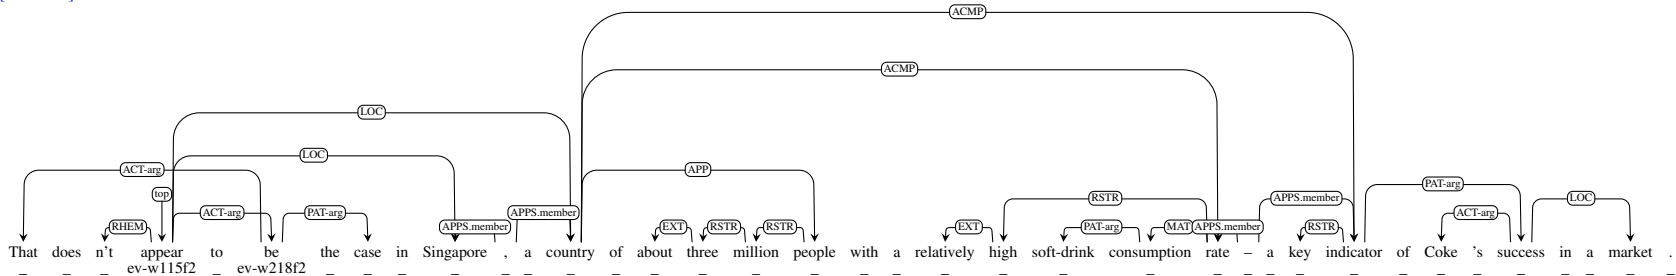 ACMP
ACMP
LOC
LOC
ACT-arg APP
top PAT-arg
RSTR APPS.member LOC
ACT-arg PAT-arg APPS.member ACT-arg
RHEM APPS.member EXT RSTR RSTR EXT PAT-arg MAT APPS.member RSTR
That does n't appear to be the case in Singapore , a country of about three million people with a relatively high soft-drink consumption rate – a key indicator of Coke 's success in a market .
_ _ _ ev-w115f2 _ ev-w218f2 _ _ _ _ _ _ _ _ _ _ _ _ _ _ _ _ _ _ _ _ _ _ _ _ _ _ _ _ _ _ _